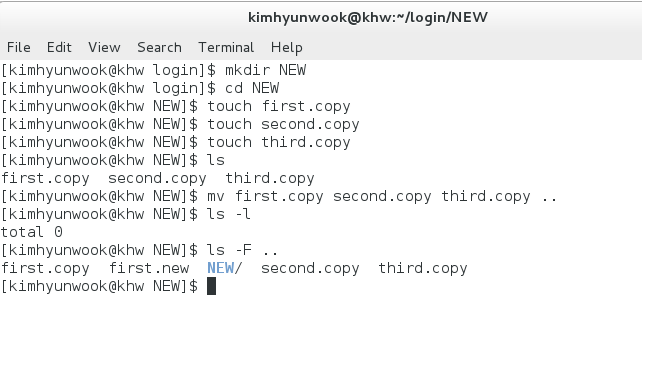 kimhyunwook@khw:~/login/NEW
File Edit View Search Terminal Help
[kimhyunwook@khw login]$ mkdir NEW
[kimhyunwook@khw login]$ cd NEW
[kimhyunwook@khw NEW]$ touch first.copy
[kimhyunwook@khw NEW]$ touch second.copy
[kimhyunwook@khw NEW]$ touch third.copy
[kimhyunwook@khw NEW]$ ls
first.copy  second.copy  third.copy
[kimhyunwook@khw NEW]$ mv first.copy second.copy third.copy ..
[kimhyunwook@khw NEW]$ ls -l
total 0
[kimhyunwook@khw NEW]$ ls -F ..
first.copy  first.new  NEW/  second.copy  third.copy
[kimhyunwook@khw NEW]$